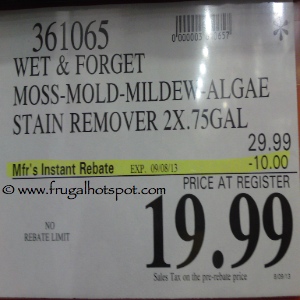 361065
WET & FORGET
MOSS-MOLD-MILDEW-ALGAE
STAIN REMOVER 2X.75GAL
29.99
Mfr's Instant Rebate EXP. 09/08/13 -10.00
© www.frugalhotspot.com
PRICE AT REGISTER
NO
REBATE LIMIT
19.99
Sales Tax on the pre-rebate price